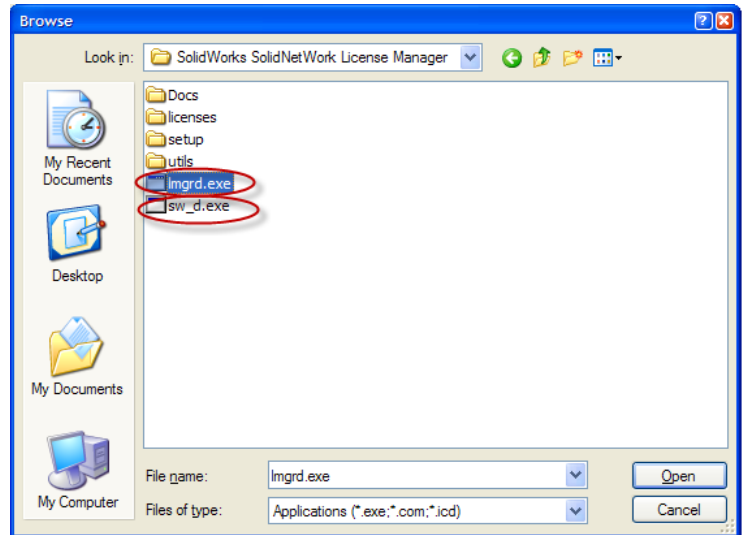 Browse
Look in: SolidWorks SolidNetWork License Manager
Docs
licenses
setup
utils
lmgrd.exe
sw_d.exe
My Recent
Documents
Desktop
My Documents
My Computer
File name: lmgrd.exe Open
Files of type: Applications (*.exe;*.com;*.icd) Cancel